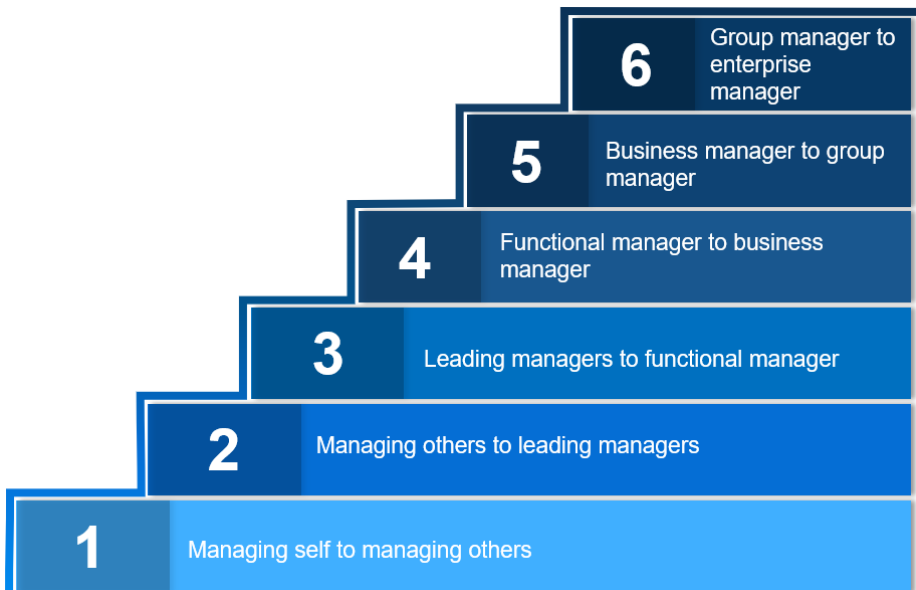 6
Group manager to
enterprise
manager
5
Business manager to group
manager
4
Functional manager to business
manager
3
Leading managers to functional manager
2
Managing others to leading managers
1
Managing self to managing others